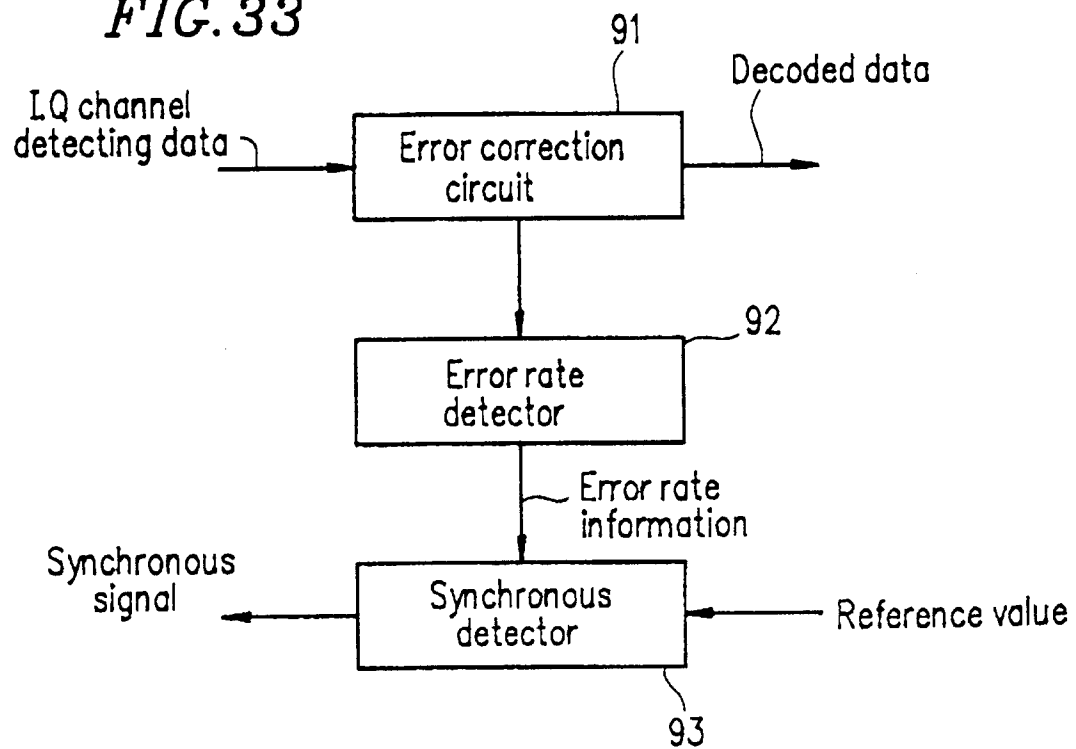 FIG. 33
91
Decoded data
I.Q channel
detecting data
Error correction
circuit
92
Error rate
detector
Error rate
information
Synchronous
signal
Synchronous
detector
Reference value
93